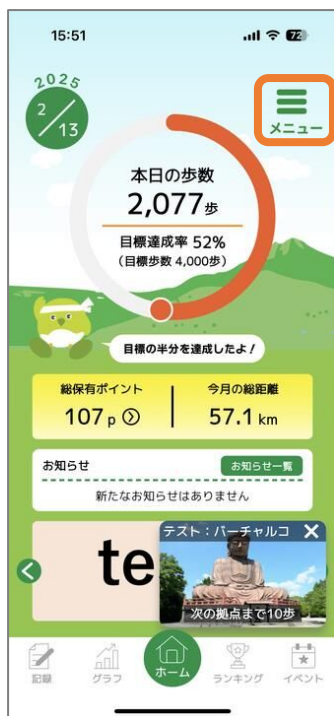 15:51
72
2025
2/13
メニュー
本日の歩数
2,077歩
目標達成率 52%
(目標歩数 4,000歩)
目標の半分を達成したよ!
総保有ポイント
107p
今月の総距離
57.1 km
お知らせ
お知らせ一覧
新たなお知らせはありません
te
テスト:バーチャルコ
次の拠点まで10歩
記録
グラフ
ホーム
ランキング
イベント